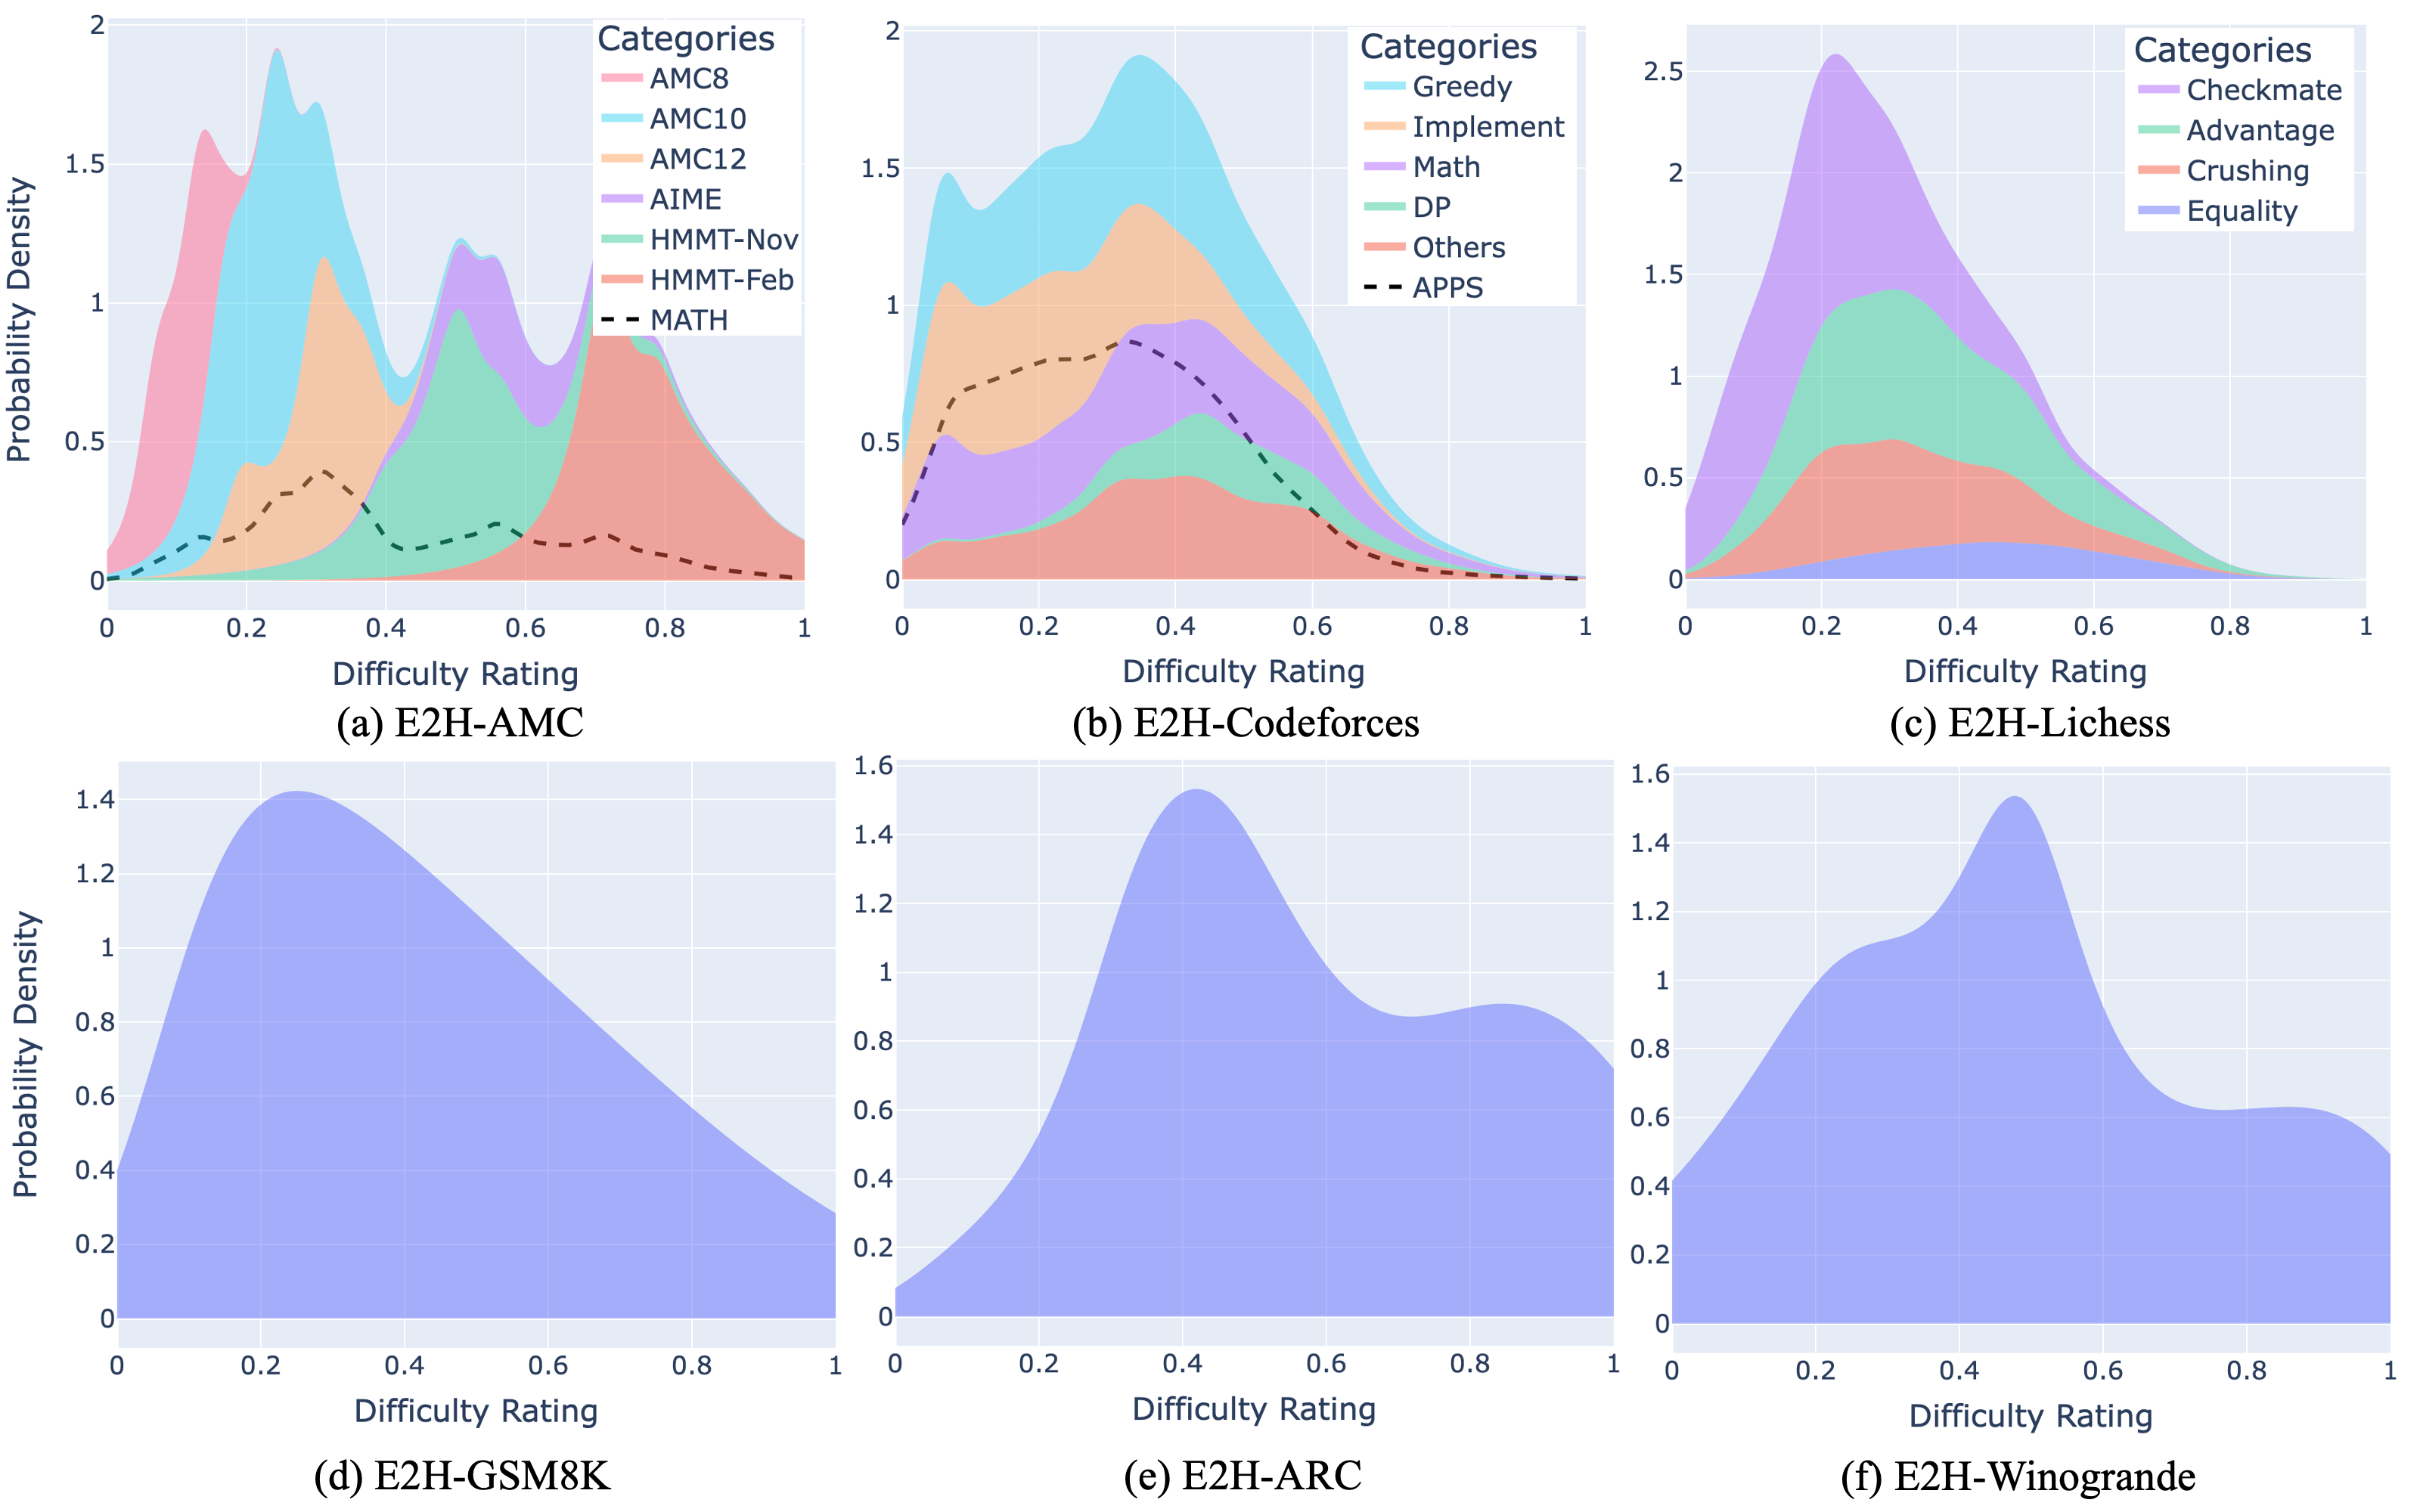 Probability Density
2
1.5
1
0.5
0
0 0.2 0.4 0.6 0.8 1
Difficulty Rating
Categories
AMC8
AMC10
AMC12
AIME
HMMT-Nov
HMMT-Feb
MATH
(a) E2H-AMC
2
1.5
1
0.5
0
0 0.2 0.4 0.6 0.8 1
Difficulty Rating
Categories
Greedy
Implement
Math
DP
Others
APPS
(b) E2H-Codeforces
2.5
2
1.5
1
0.5
0
0 0.2 0.4 0.6 0.8 1
Difficulty Rating
Categories
Checkmate
Advantage
Crushing
Equality
(c) E2H-Lichess
Probability Density
1.4
1.2
1
0.8
0.6
0.4
0.2
0
0 0.2 0.4 0.6 0.8 1
Difficulty Rating
(d) E2H-GSM8K
1.6
1.4
1.2
1
0.8
0.6
0.4
0.2
0
0 0.2 0.4 0.6 0.8 1
Difficulty Rating
(e) E2H-ARC
1.6
1.4
1.2
1
0.8
0.6
0.4
0.2
0
0 0.2 0.4 0.6 0.8 1
Difficulty Rating
(f) E2H-Winogrande